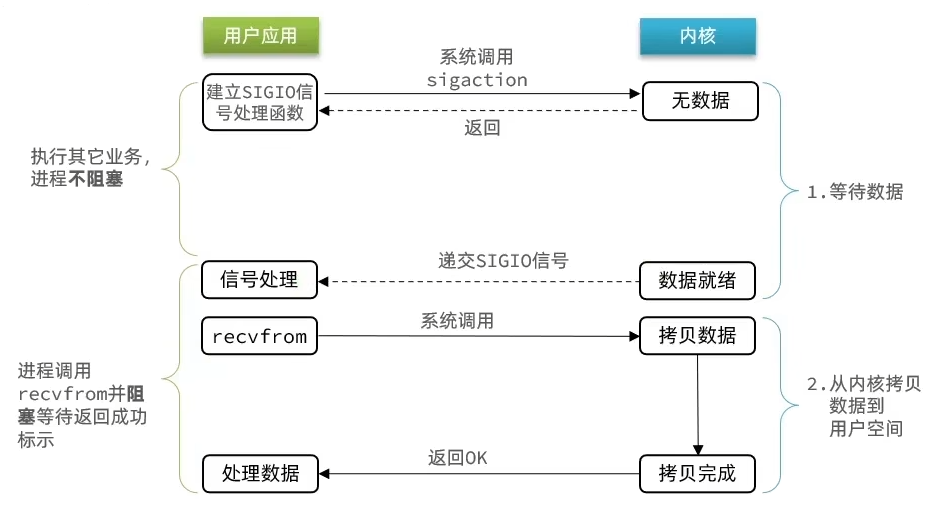 用户应用
内核
系统调用
sigaction
建立SIGIO信
号处理函数
无数据
返回
执行其它业务,
进程不阻塞
1.等待数据
递交SIGIO信号
信号处理
数据就绪
系统调用
recvfrom
拷贝数据
进程调用
recvfrom并阻
塞等待返回成功
标示
2.从内核拷贝
数据到
用户空间
返回OK
处理数据
拷贝完成